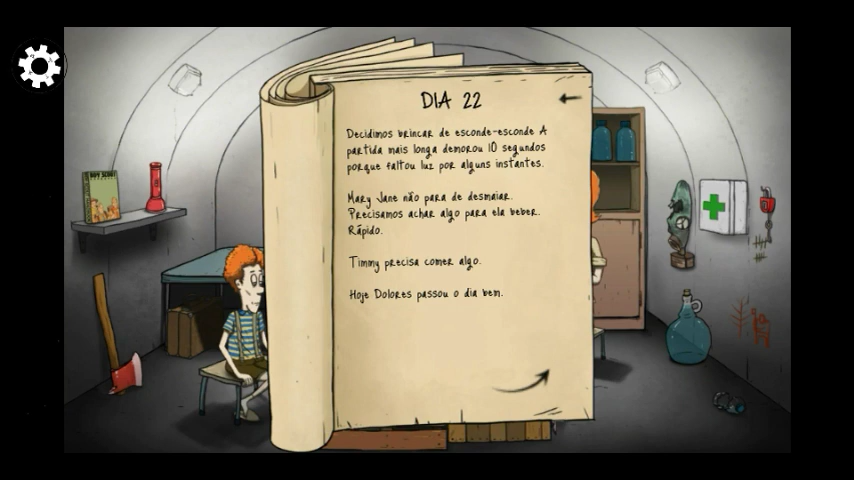 DIA 22
Decidimos brincar de esconde-esconde A
partida mais longa demorou 10 segundos
porque faltou luz por alguns instantes.
Mary Jane não para de desmaiar.
Precisamos achar algo para ela beber.
Rápido.
Timmy precisa comer algo.
Hoje Dolores passou o dia bem.
BOY SCOUT